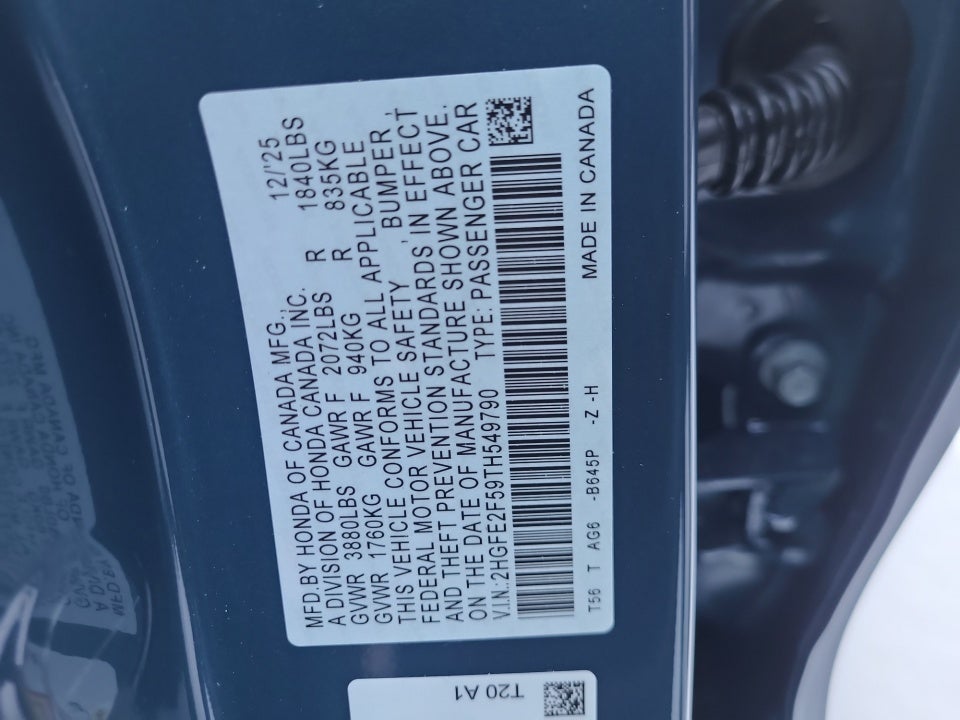 MFD.BY HONDA OF CANADA MFG., 12/'25
A DIVISION OF HONDA CANADA INC.
GVWR 3880LBS GAWR F 2072LBS R 1840LBS
GVWR 1760KG GAWR F 940KG R 835KG
THIS VEHICLE CONFORMS TO ALL APPLICABLE
FEDERAL MOTOR VEHICLE SAFETY, BUMPER,
AND THEFT PREVENTION STANDARDS, IN EFFECT
ON THE DATE OF MANUFACTURE SHOWN ABOVE.
V.I.N.:2HGFE2F59TH549790 TYPE: PASSENGER CAR
T56 T AG6 -B645P -Z -H MADE IN CANADA
T20 A1